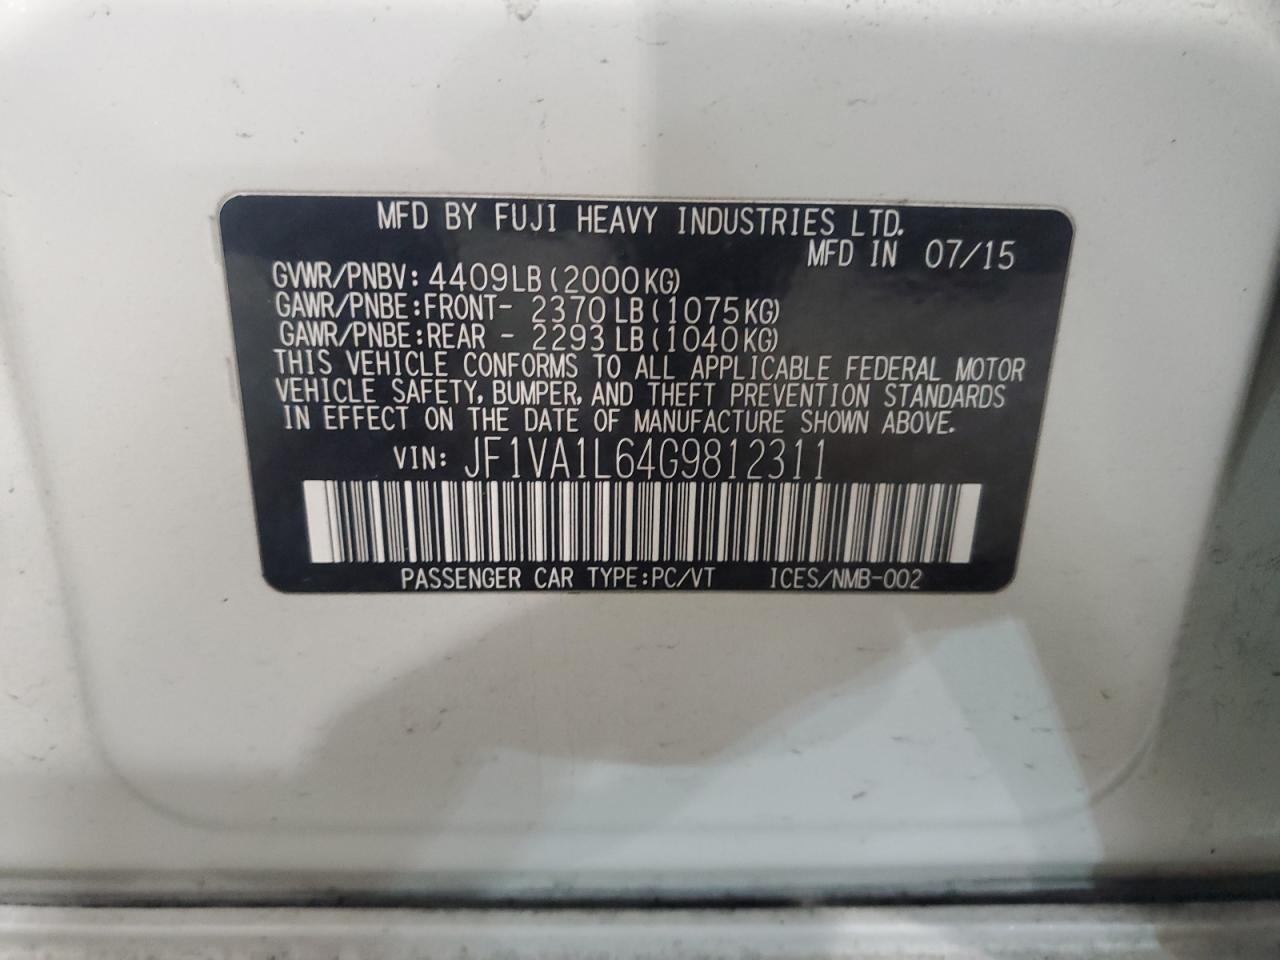 MFD BY FUJI HEAVY INDUSTRIES LTD.
MFD IN 07/15
GVWR/PNBV: 4409LB(2000KG)
GAWR/PNBE:FRONT- 2370LB(1075KG)
GAWR/PNBE:REAR - 2293LB(1040KG)
THIS VEHICLE CONFORMS TO ALL APPLICABLE FEDERAL MOTOR
VEHICLE SAFETY, BUMPER, AND THEFT PREVENTION STANDARDS
IN EFFECT ON THE DATE OF MANUFACTURE SHOWN ABOVE.
VIN: JF1VA1L64G9812311
PASSENGER CAR TYPE:PC/VT ICES/NMB-002